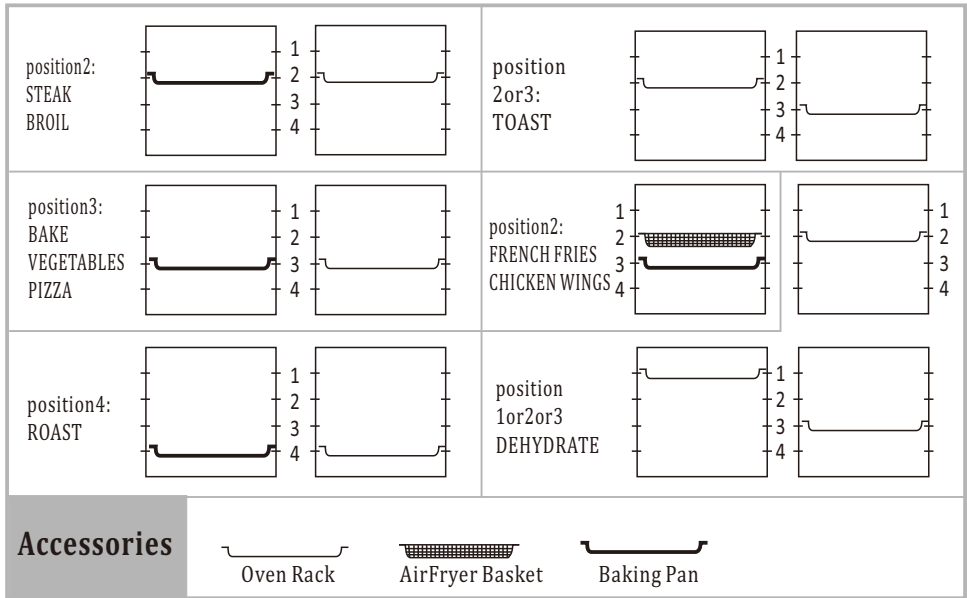 position2:
STEAK
BROIL
1
2
3
4
position
2or3:
TOAST
1
2
3
4
position3:
BAKE
VEGETABLES
PIZZA
1
2
3
4
position2:
FRENCH FRIES
CHICKEN WINGS
1
2
3
4
1
2
3
4
position4:
ROAST
1
2
3
4
position
1or2or3
DEHYDRATE
1
2
3
4
Accessories
Oven Rack
AirFryer Basket
Baking Pan